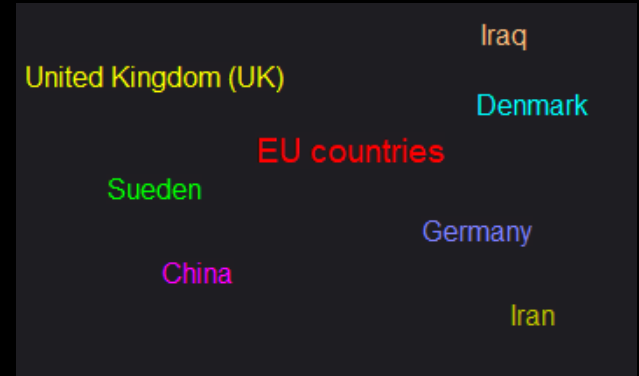 Iraq
United Kingdom (UK)
Denmark
EU countries
Sueden
Germany
China
Iran